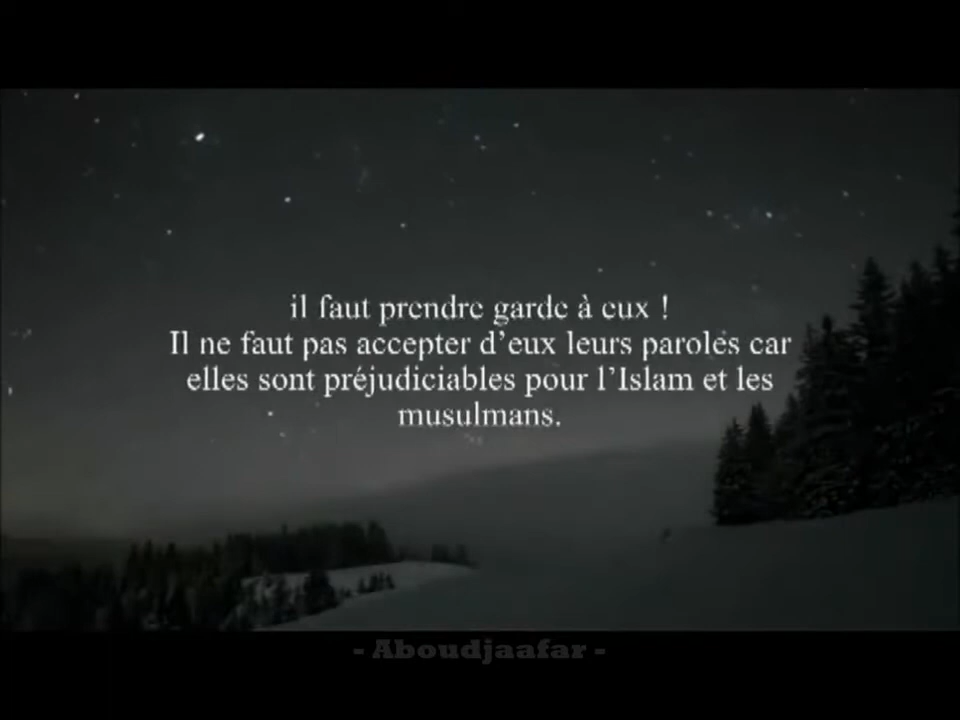 il faut prendre garde à eux !
Il ne faut pas accepter d'eux leurs paroles car
elles sont préjudiciables pour l'Islam et les
musulmans.
- Aboudjaafar -